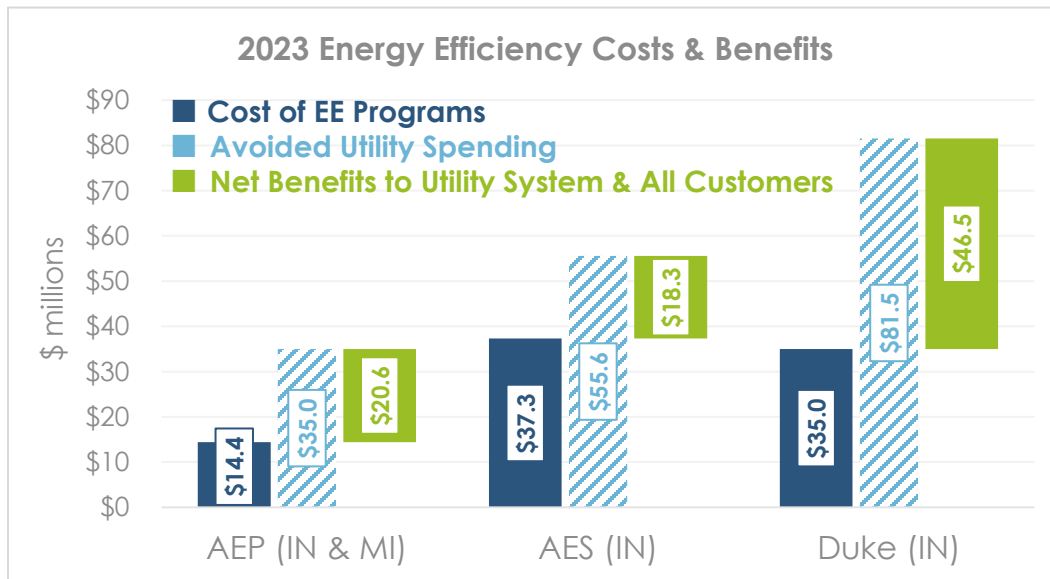 2023 Energy Efficiency Costs & Benefits
$90
$80
$70
$60
$50
$40
$30
$20
$10
$0
$ millions
Cost of EE Programs
Avoided Utility Spending
Net Benefits to Utility System & All Customers
$14.4
$35.0
$20.6
$37.3
$55.6
$18.3
$35.0
$81.5
$46.5
AEP (IN & MI)
AES (IN)
Duke (IN)